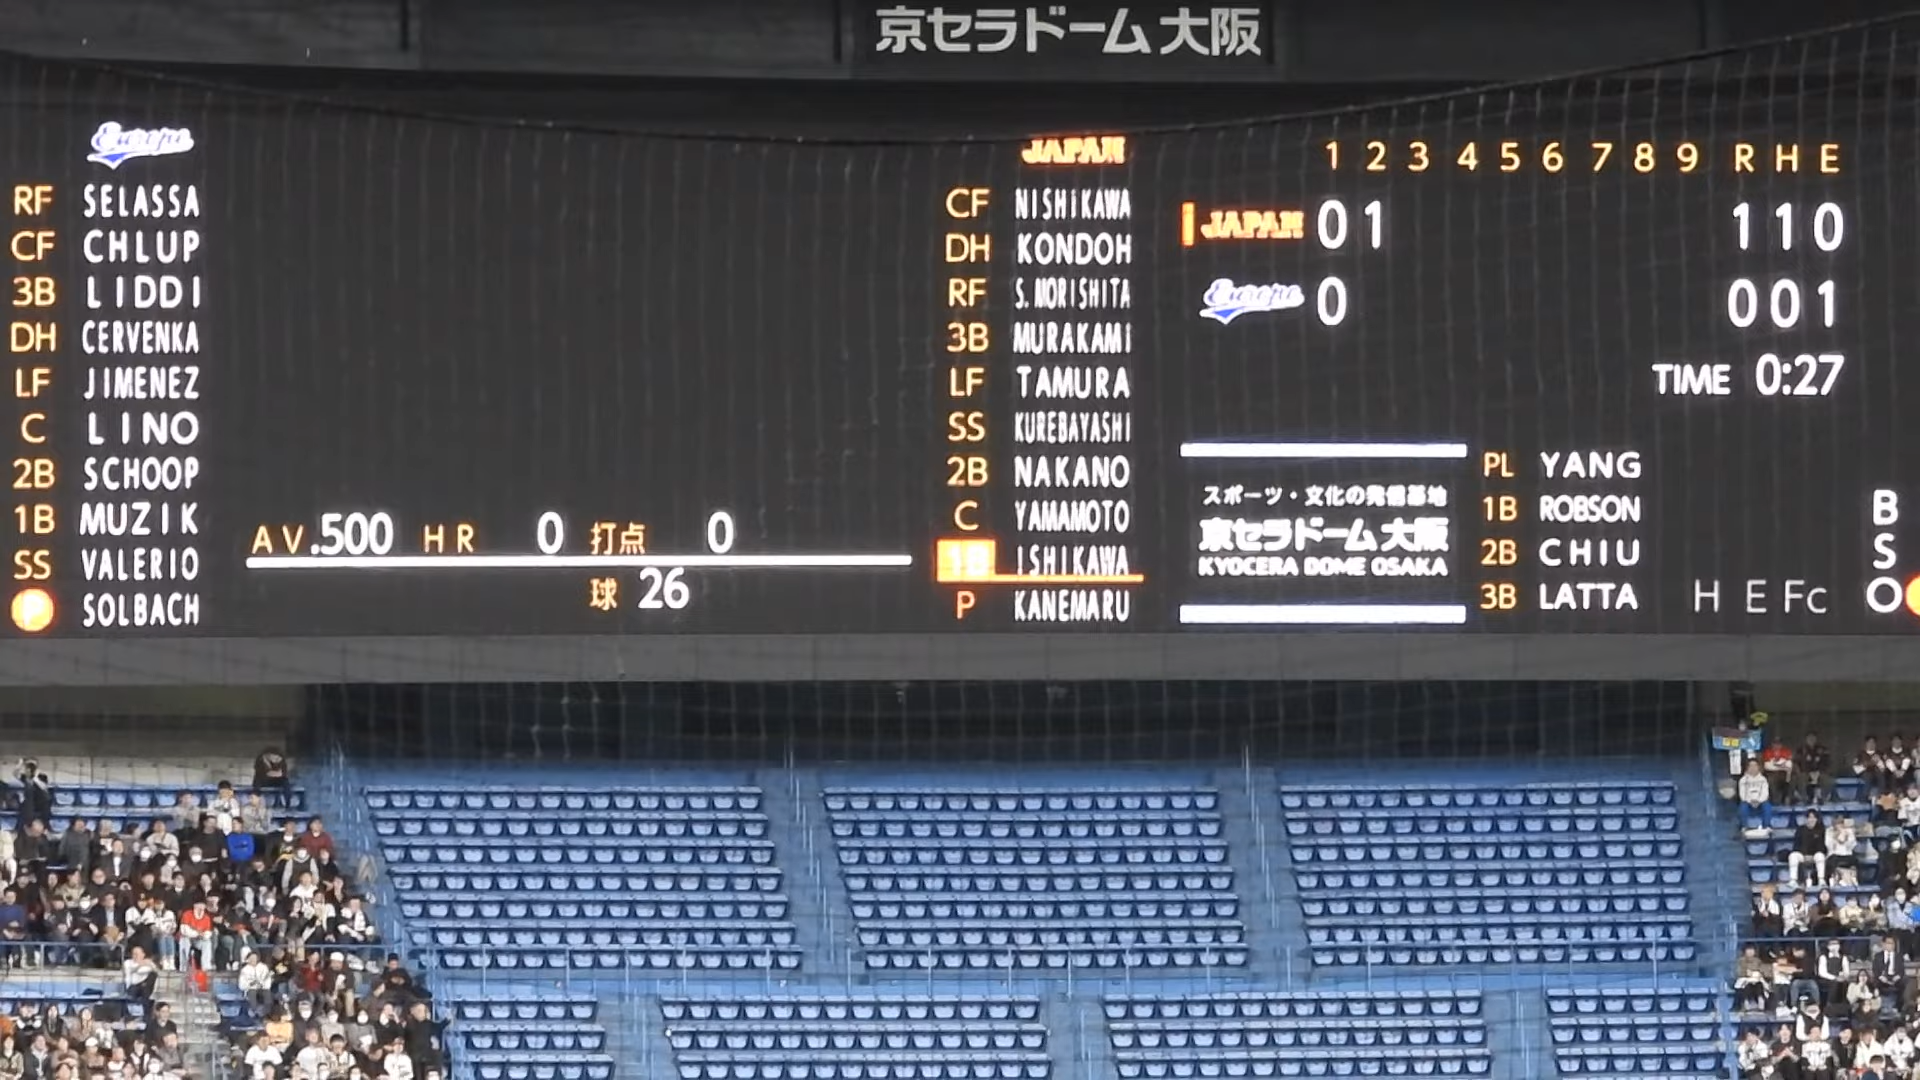 京セラドーム大阪
Europe
RF SELASSA
CF CHLUP
3B LIDDI
DH CERVENKA
LF JIMENEZ
C LINO
2B SCHOOP
1B MUZIK
SS VALERIO
P SOLBACH
AV .500 HR 0 打点 0
球 26
JAPAN
CF NISHIKAWA
DH KONDOH
RF S.MORISHITA
3B MURAKAMI
LF TAMURA
SS KUREBAYASHI
2B NAKANO
C YAMAMOTO
1B ISHIKAWA
P KANEMARU
1 2 3 4 5 6 7 8 9 R H E
JAPAN 0 1 1 1 0
Europe 0 0 0 1
TIME 0:27
スポーツ・文化の発信基地
京セラドーム大阪
KYOCERA DOME OSAKA
PL YANG
1B ROBSON
2B CHIU
3B LATTA
H E Fc
B
S
O